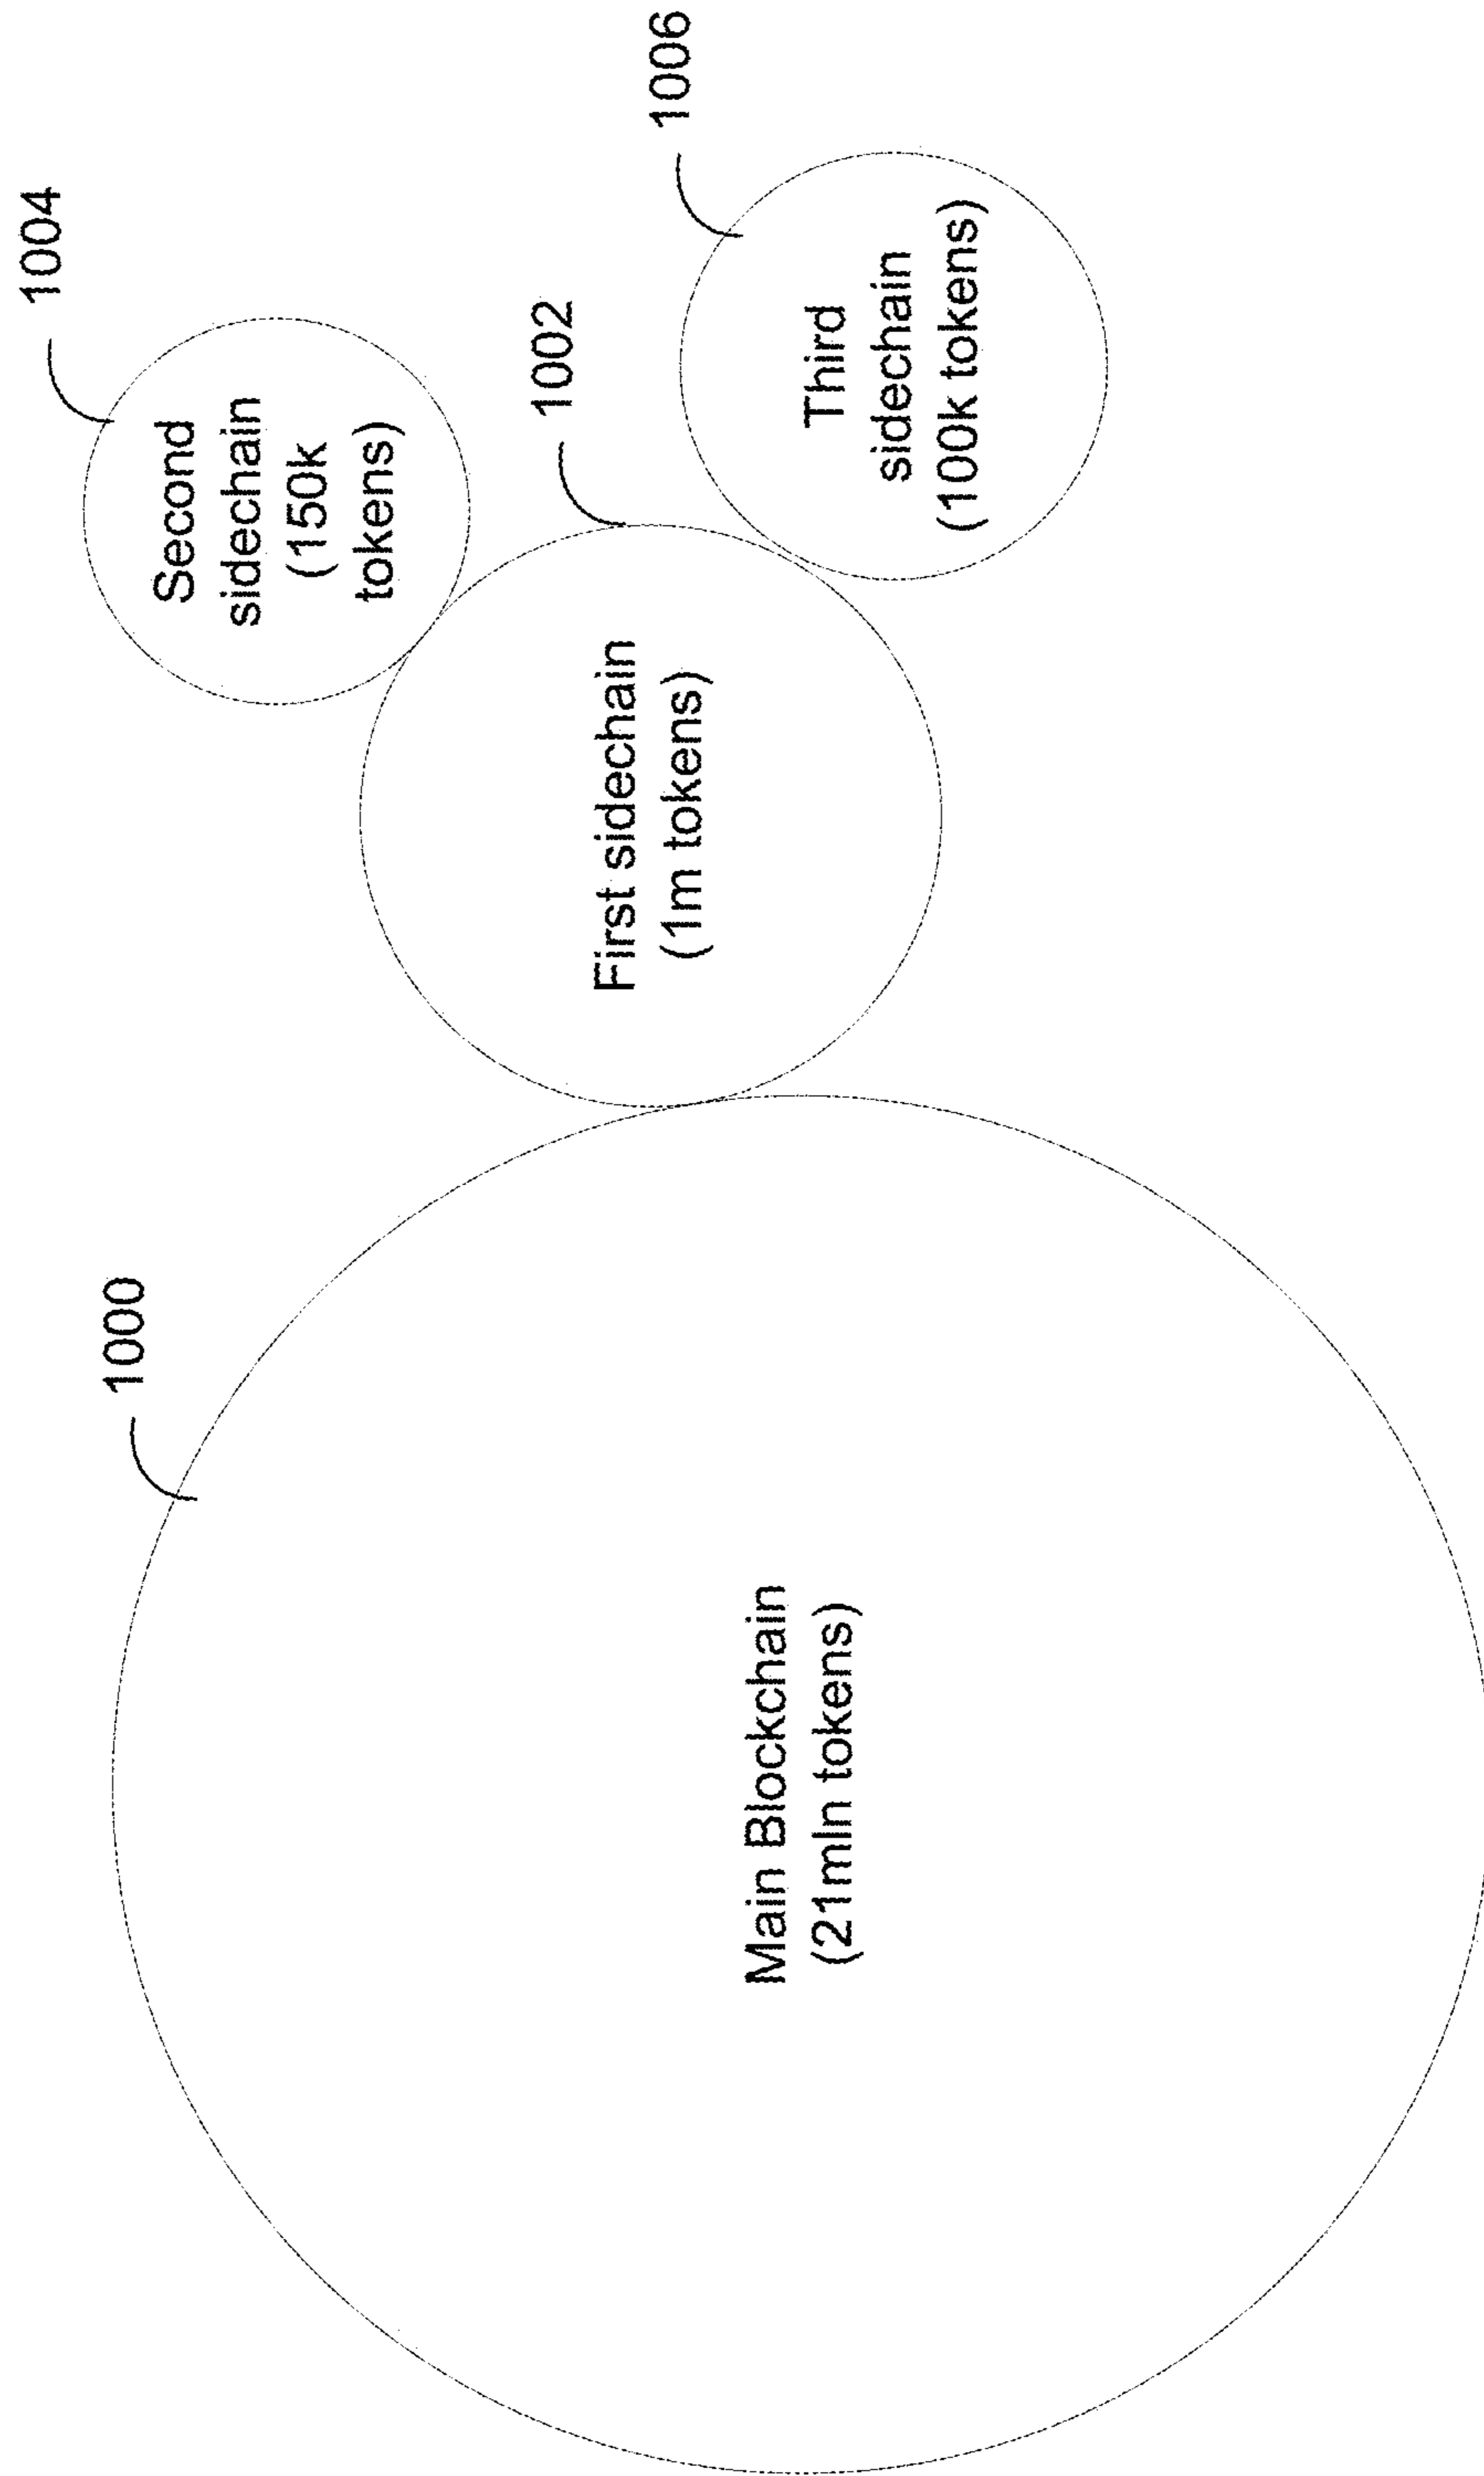 1000
Main Blockchain
(21mln tokens)
1002
First sidechain
(1m tokens)
1004
Second
sidechain
(150k
tokens)
1006
Third
sidechain
(100k tokens)